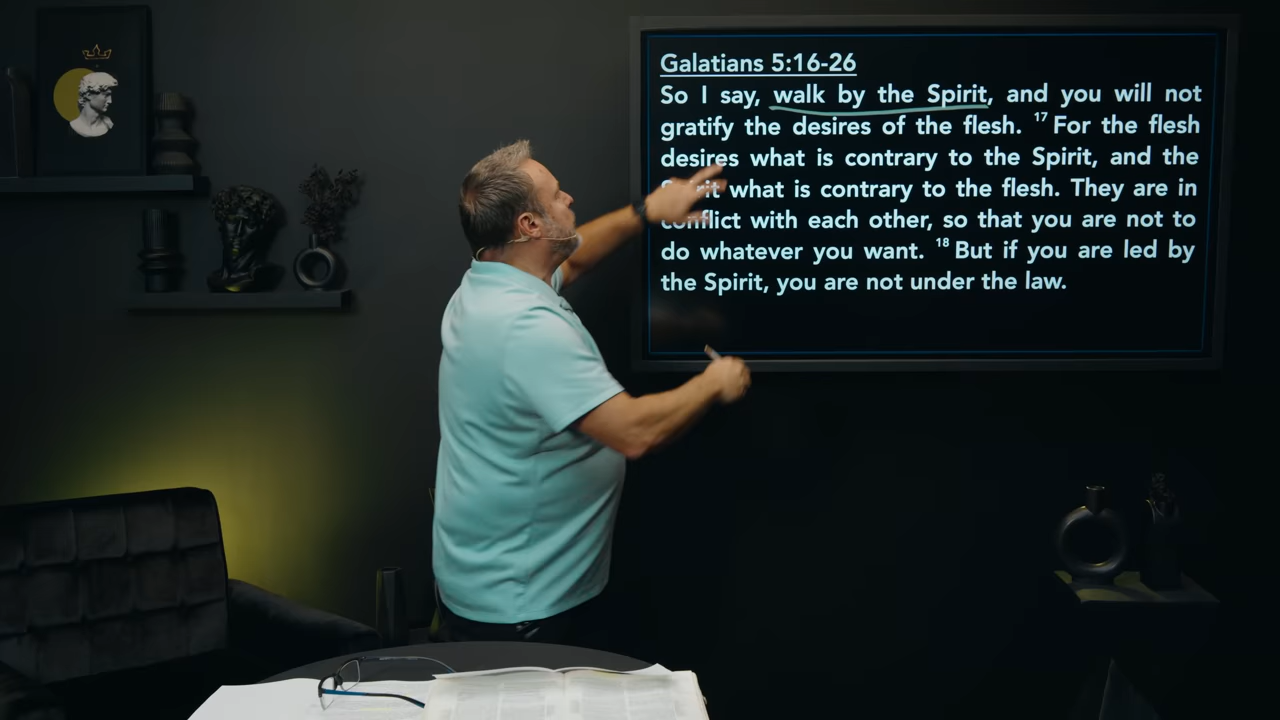 Galatians 5:16-26
So I say, walk by the Spirit, and you will not
gratify the desires of the flesh. 17 For the flesh
desires what is contrary to the Spirit, and the
Spirit what is contrary to the flesh. They are in
conflict with each other, so that you are not to
do whatever you want. 18 But if you are led by
the Spirit, you are not under the law.